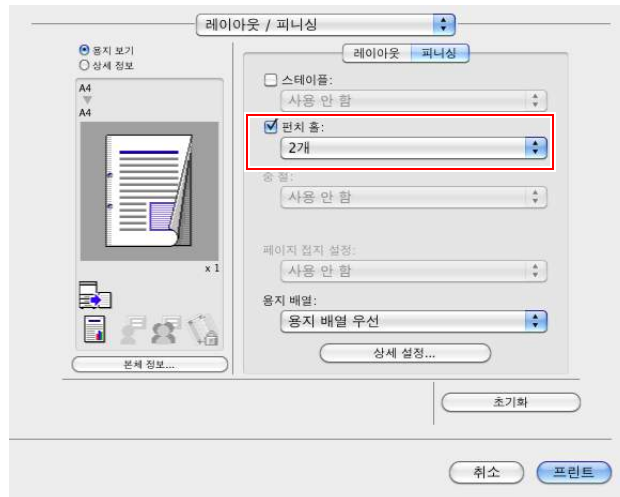 레이아웃 / 피니싱
용지 보기
상세 정보
A4
A4
x 1
본체 정보...
레이아웃 피니싱
스테이플:
사용 안 함
펀치 홀:
2개
중 철:
사용 안 함
페이지 접지 설정:
사용 안 함
용지 배열:
용지 배열 우선
상세 설정...
초기화
취소 프린트